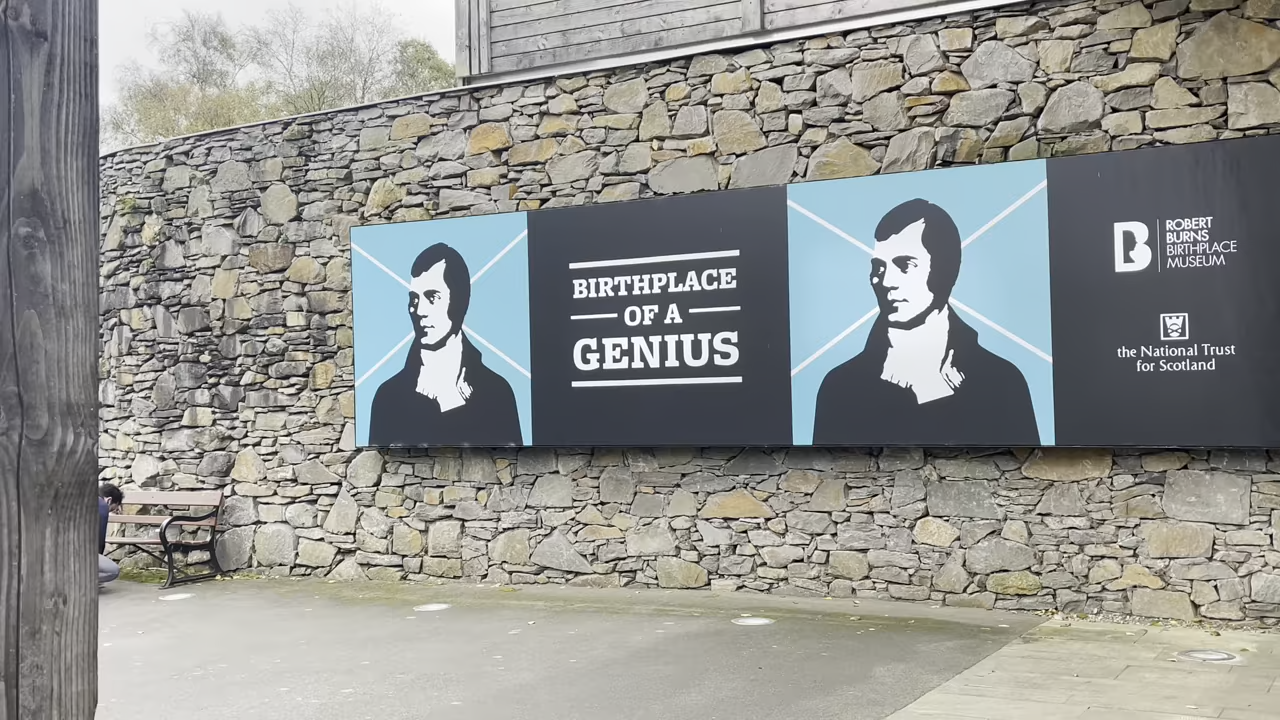 BIRTHPLACE
OF A
GENIUS
B
ROBERT
BURNS
BIRTHPLACE
MUSEUM
the National Trust
for Scotland